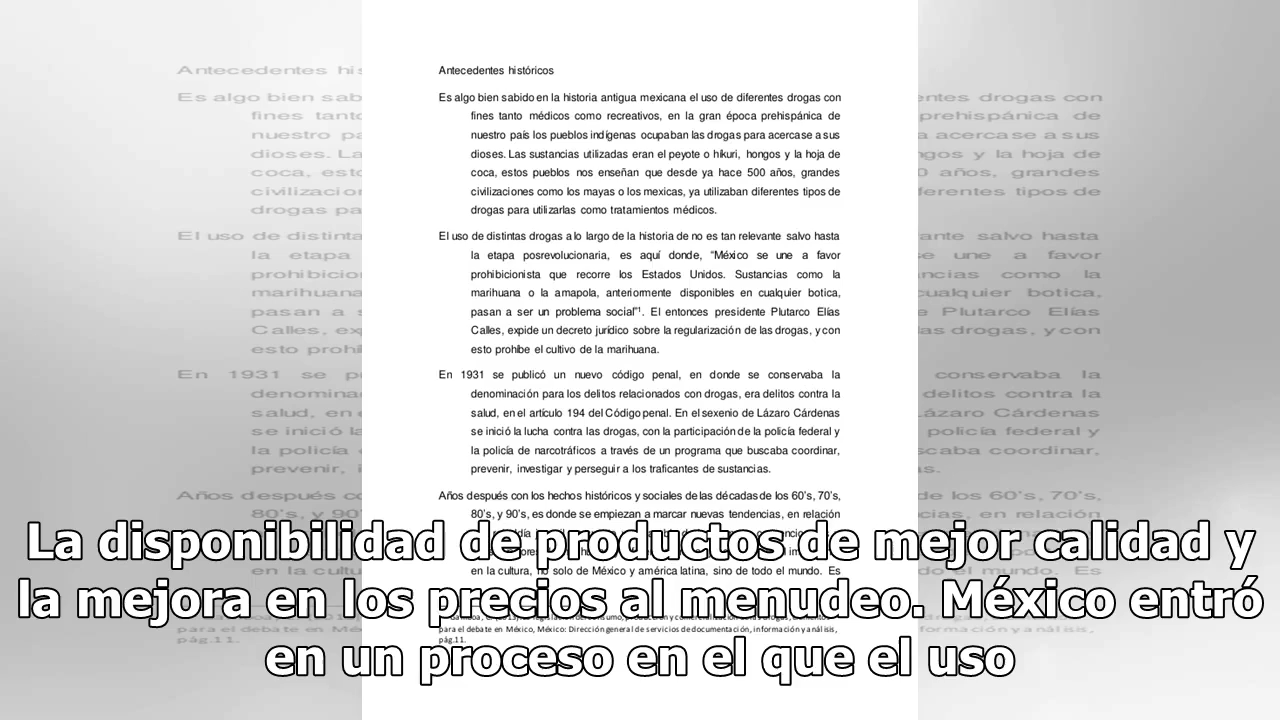 Antecedentes históricos
Es algo bien sabido en la historia antigua mexicana el uso de diferentes drogas con
fines tanto médicos como recreativos, en la gran época prehispánica de
nuestro país los pueblos indígenas ocupaban las drogas para acercase a sus
dioses. Las sustancias utilizadas eran el peyote o híkuri, hongos y la hoja de
coca, estos pueblos nos enseñan que desde ya hace 500 años, grandes
civilizaciones como los mayas o los mexicas, ya utilizaban diferentes tipos de
drogas para utilizarlas como tratamientos médicos.
El uso de distintas drogas a lo largo de la historia de no es tan relevante salvo hasta
la etapa posrevolucionaria, es aquí donde, "México se une a favor
prohibicionista que recorre los Estados Unidos. Sustancias como la
marihuana o la amapola, anteriormente disponibles en cualquier botica,
pasan a ser un problema social"¹. El entonces presidente Plutarco Elías
Calles, expide un decreto jurídico sobre la regularización de las drogas, y con
esto prohíbe el cultivo de la marihuana.
En 1931 se publicó un nuevo código penal, en donde se conservaba la
denominación para los delitos relacionados con drogas, era delitos contra la
salud, en el artículo 194 del Código penal. En el sexenio de Lázaro Cárdenas
se inició la lucha contra las drogas, con la participación de la policía federal y
la policía de narcotráficos a través de un programa que buscaba coordinar,
prevenir, investigar y perseguir a los traficantes de sustancias.
Años después con los hechos históricos y sociales de las décadas de los 60's, 70's,
80's, y 90's, es donde se empiezan a marcar nuevas tendencias, en relación
La disponibilidad de productos de mejor calidad y
en la cultura, no solo de México y américa latina, sino de todo el mundo. Es
la mejora en los precios al menudeo. México entró
para el debate en México, México: Dirección general de servicios de documentación, información y análisis,
pág.11.
en un proceso en el que el uso